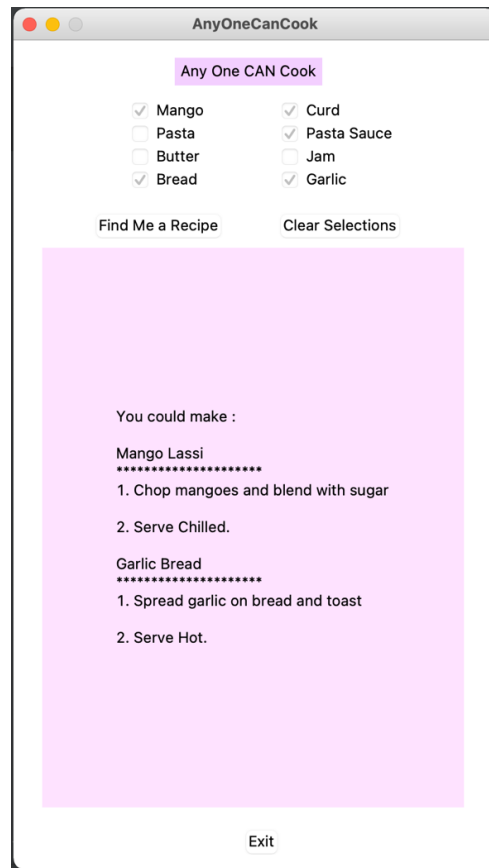 AnyOneCanCook
Any One CAN Cook
Mango
Curd
Pasta
Pasta Sauce
Butter
Jam
Bread
Garlic
Find Me a Recipe
Clear Selections
You could make :
Mango Lassi
*********************
1. Chop mangoes and blend with sugar
2. Serve Chilled.
Garlic Bread
*********************
1. Spread garlic on bread and toast
2. Serve Hot.
Exit